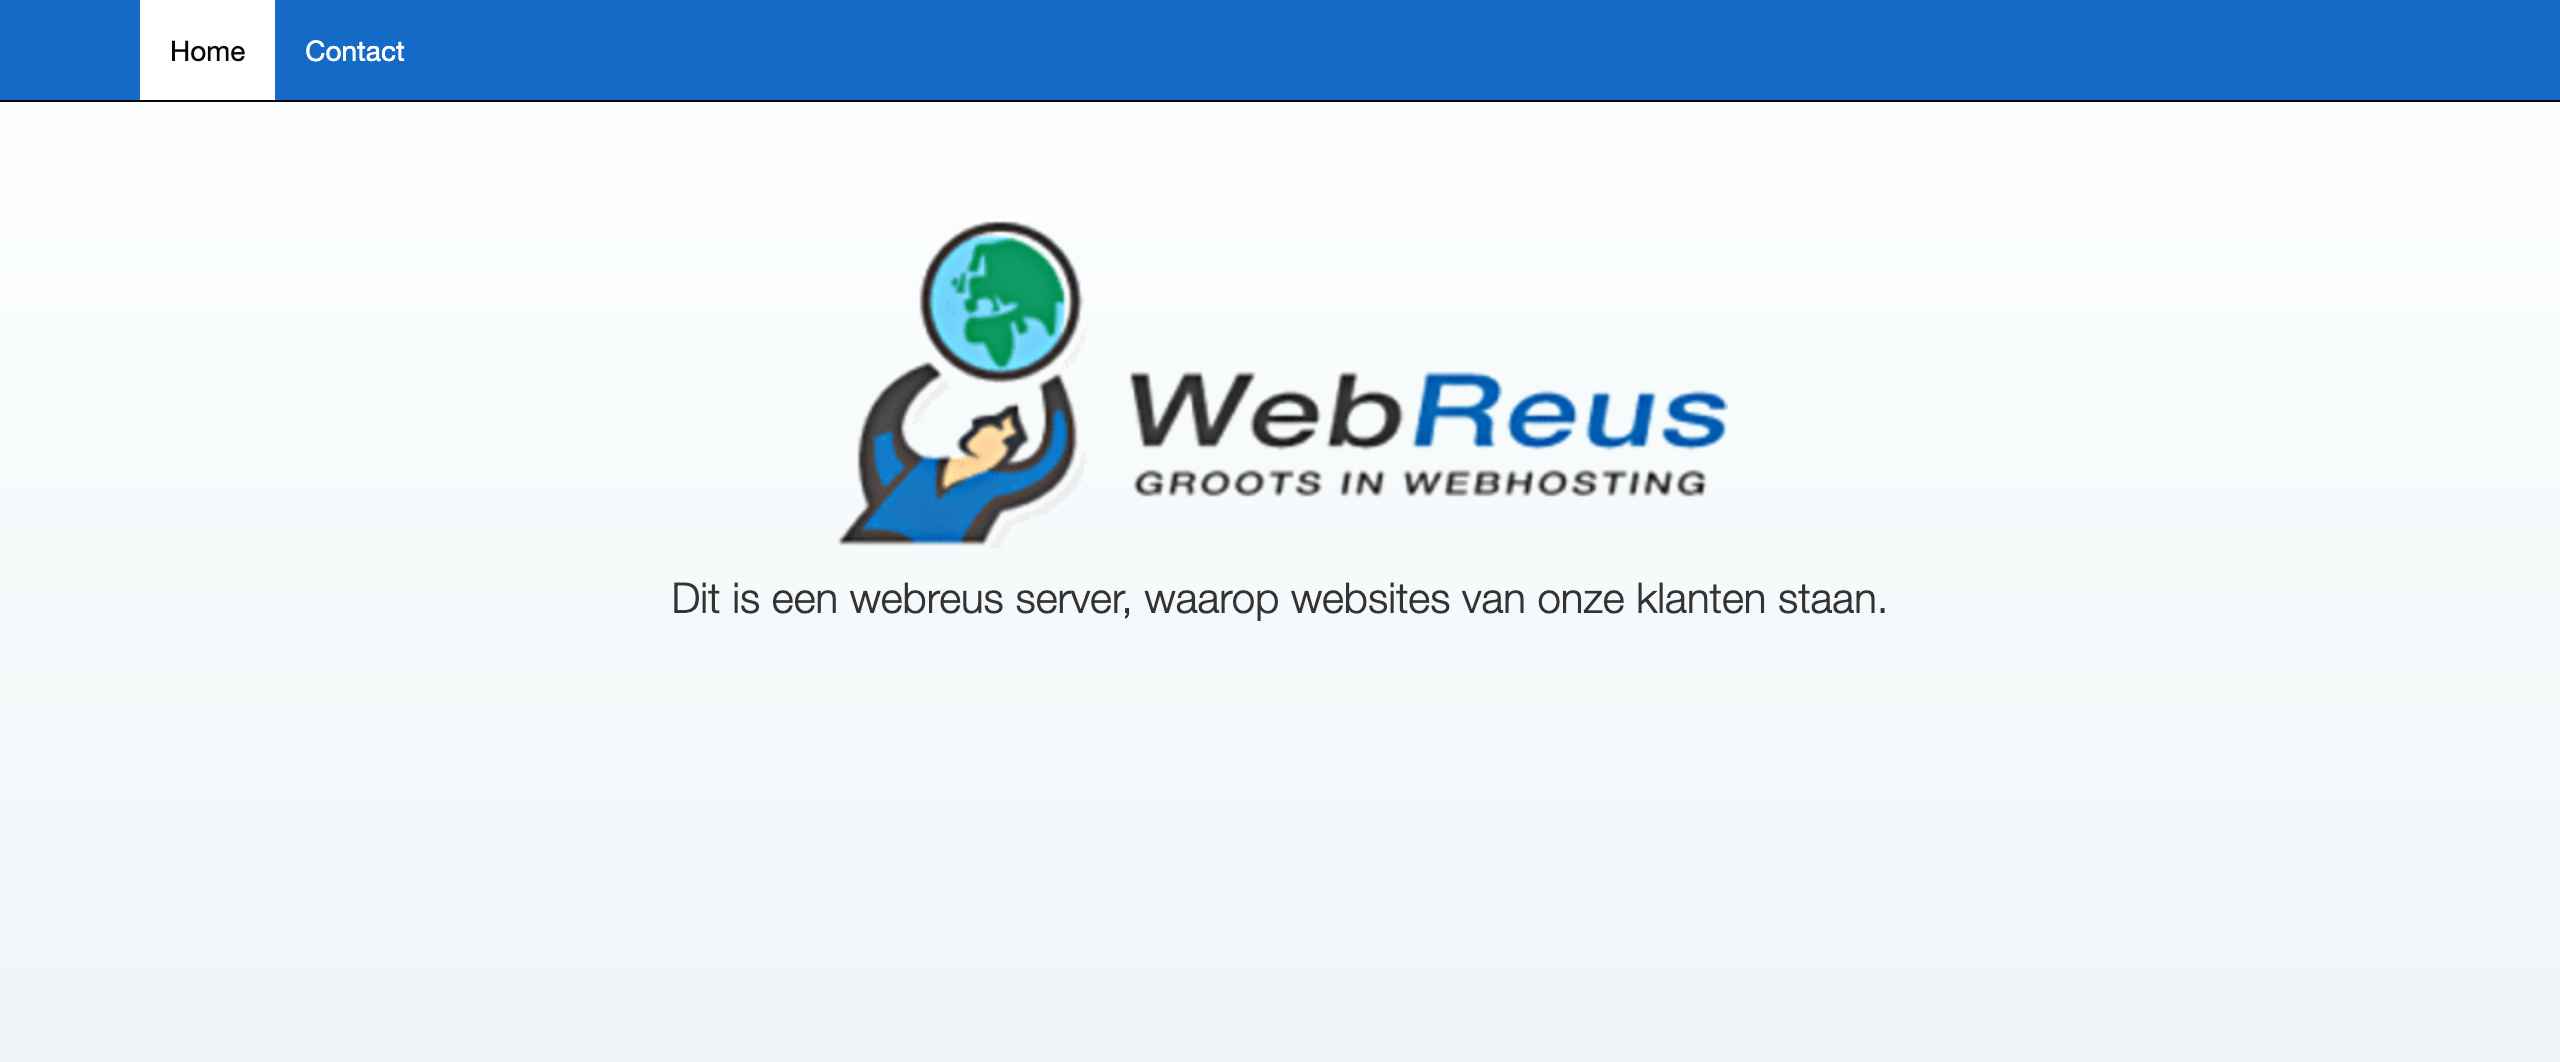 Home
Contact
WebReus
GROOTS IN WEBHOSTING
Dit is een webreus server, waarop websites van onze klanten staan.